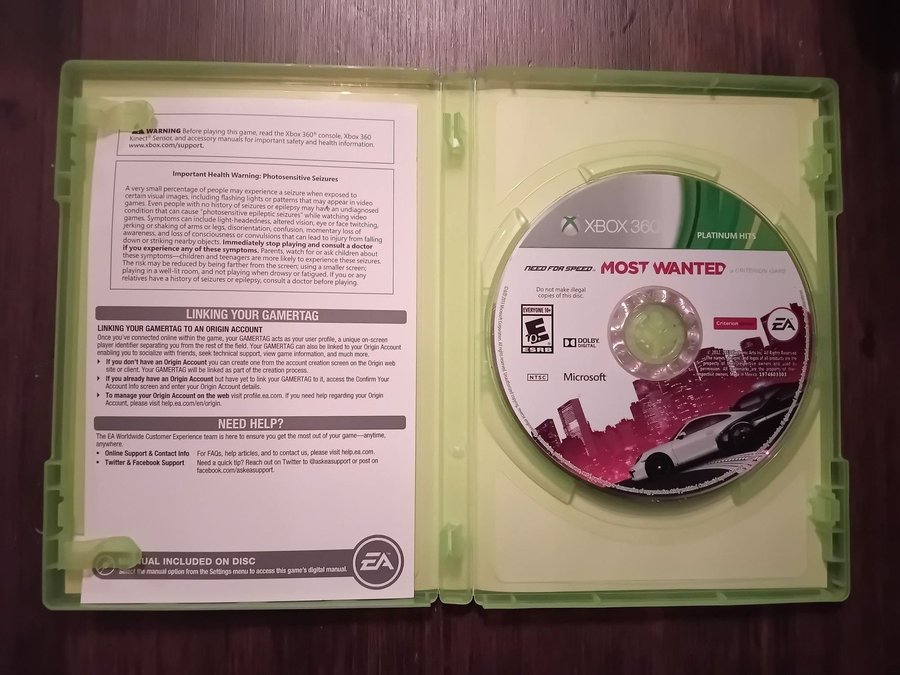 WARNING Before playing this game, read the Xbox 360® console, Xbox 360
Kinect® Sensor, and accessory manuals for important safety and health information.
www.xbox.com/support.
Important Health Warning: Photosensitive Seizures
A very small percentage of people may experience a seizure when exposed to
certain visual images, including flashing lights or patterns that may appear in video
games. Even people with no history of seizures or epilepsy may have an undiagnosed
condition that can cause "photosensitive epileptic seizures" while watching video
games. Symptoms can include light-headedness, altered vision, eye or face twitching,
jerking or shaking of arms or legs, disorientation, confusion, momentary loss of
awareness, and loss of consciousness or convulsions that can lead to injury from falling
down or striking nearby objects. Immediately stop playing and consult a doctor
if you experience any of these symptoms. Parents, watch for or ask children about
these symptoms—children and teenagers are more likely to experience these seizures.
The risk may be reduced by being farther from the screen; using a smaller screen;
playing in a well-lit room, and not playing when drowsy or fatigued. If you or any
relatives have a history of seizures or epilepsy, consult a doctor before playing.
LINKING YOUR GAMERTAG
LINKING YOUR GAMERTAG TO AN ORIGIN ACCOUNT
Once you've connected online within the game, your GAMERTAG acts as your user profile, a unique on-screen
player identifier separating you from the rest of the field. Your GAMERTAG can also be linked to your Origin Account
enabling you to socialize with friends, seek technical support, view game information, and much more.
If you don't have an Origin Account you can create one from the account creation screen on the Origin web
site or client. Your GAMERTAG will be linked as part of the creation process.
If you already have an Origin Account but have yet to link your GAMERTAG to it, access the Confirm Your
Account Info screen and enter your Origin Account details.
To manage your Origin Account on the web visit profile.ea.com. If you need help regarding your Origin
Account, please visit help.ea.com/en/origin.
NEED HELP?
The EA Worldwide Customer Experience team is here to ensure you get the most out of your game—anytime,
anywhere.
• Online Support & Contact Info For FAQs, help articles, and to contact us, please visit help.ea.com.
• Twitter & Facebook Support Need a quick tip? Reach out on Twitter @askeasupport or post on
facebook.com/askeasupport.
MANUAL INCLUDED ON DISC
Select the manual option from the Settings menu to access this game's digital manual.
EA
XBOX 360
PLATINUM HITS
NEED FOR SPEED MOST WANTED A CRITERION GAME
Do not make illegal
copies of this disc.
EVERYONE 10+
E
10+
ESRB
DOLBY
DIGITAL
Criterion
EA
NTSC
Microsoft
1974603303